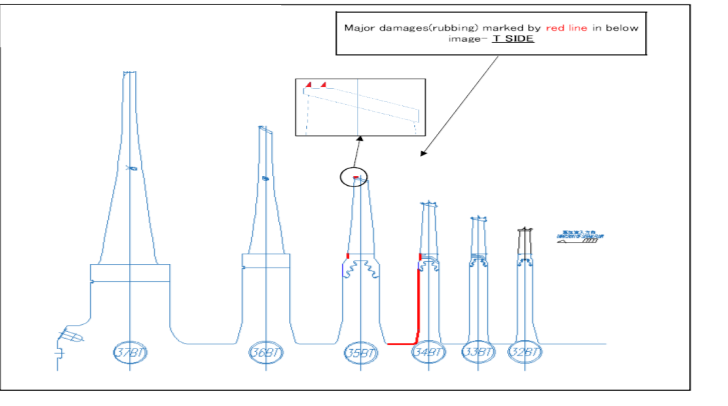 Major damages(rubbing) marked by red line in below
image- T SIDE
37BT
36BT
35BT
34BT
33BT
32BT